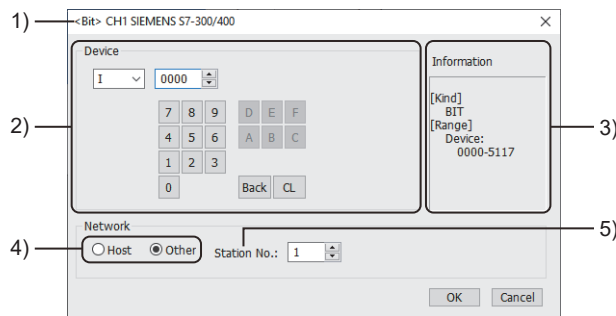 1)
<Bit> CH1 SIEMENS S7-300/400
Device
I 0000
7 8 9 D E F
4 5 6 A B C
1 2 3
0 Back CL
2)
Information
[Kind]
BIT
[Range]
Device:
0000-5117
3)
Network
4)
Host Other Station No.: 1
5)
OK Cancel